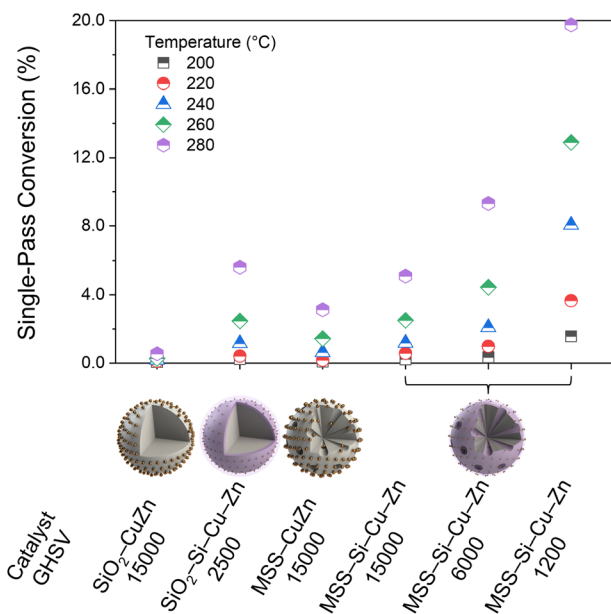 20.0
16.0
12.0
8.0
4.0
0.0
Single-Pass Conversion (%)
Temperature (°C)
200
220
240
260
280
Catalyst
GHSV
SiO₂–CuZn
15000
SiO₂–Si–Cu–Zn
2500
MSS–CuZn
15000
MSS–Si–Cu–Zn
15000
MSS–Si–Cu–Zn
6000
MSS–Si–Cu–Zn
1200